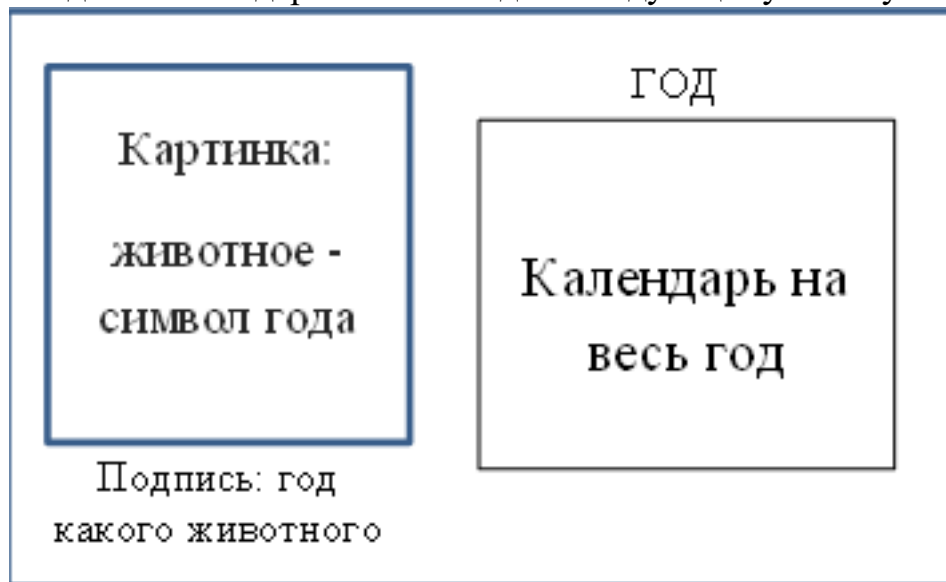 Картинка:
животное -
символ года
Подпись: год
какого животного
ГОД
Календарь на
весь год